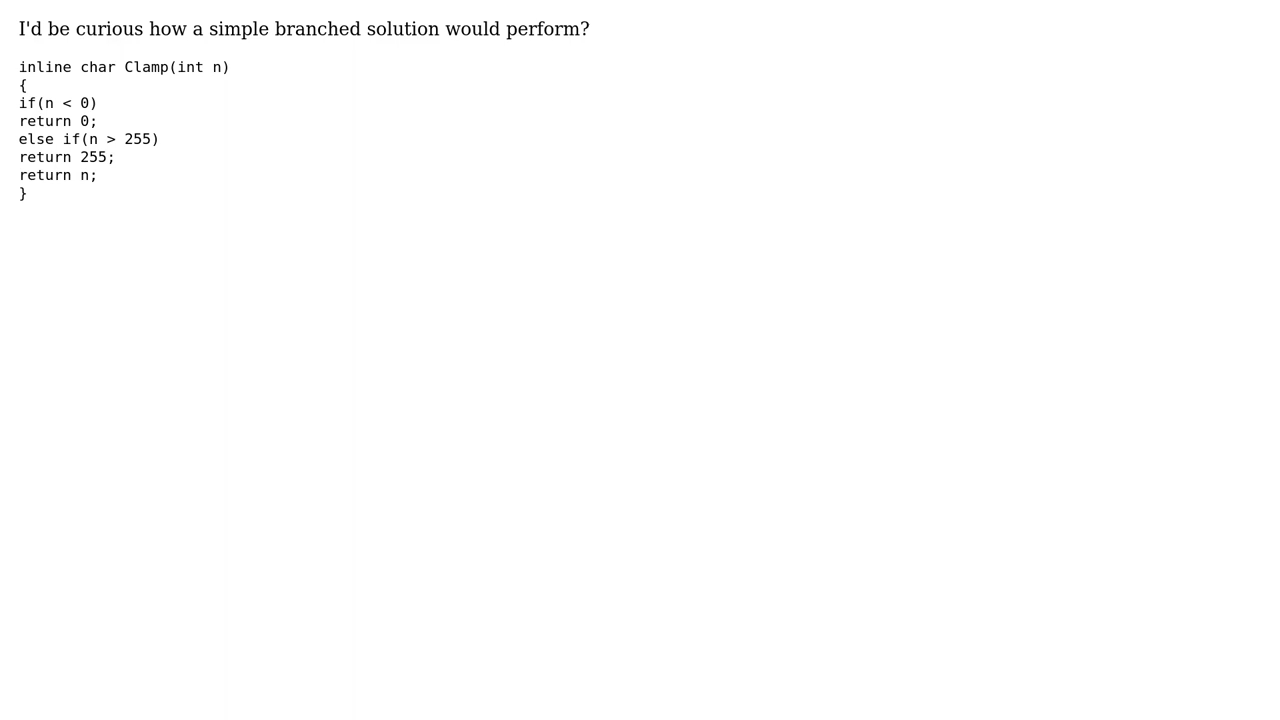 I'd be curious how a simple branched solution would perform?
inline char Clamp(int n)
{
if(n < 0)
return 0;
else if(n > 255)
return 255;
return n;
}